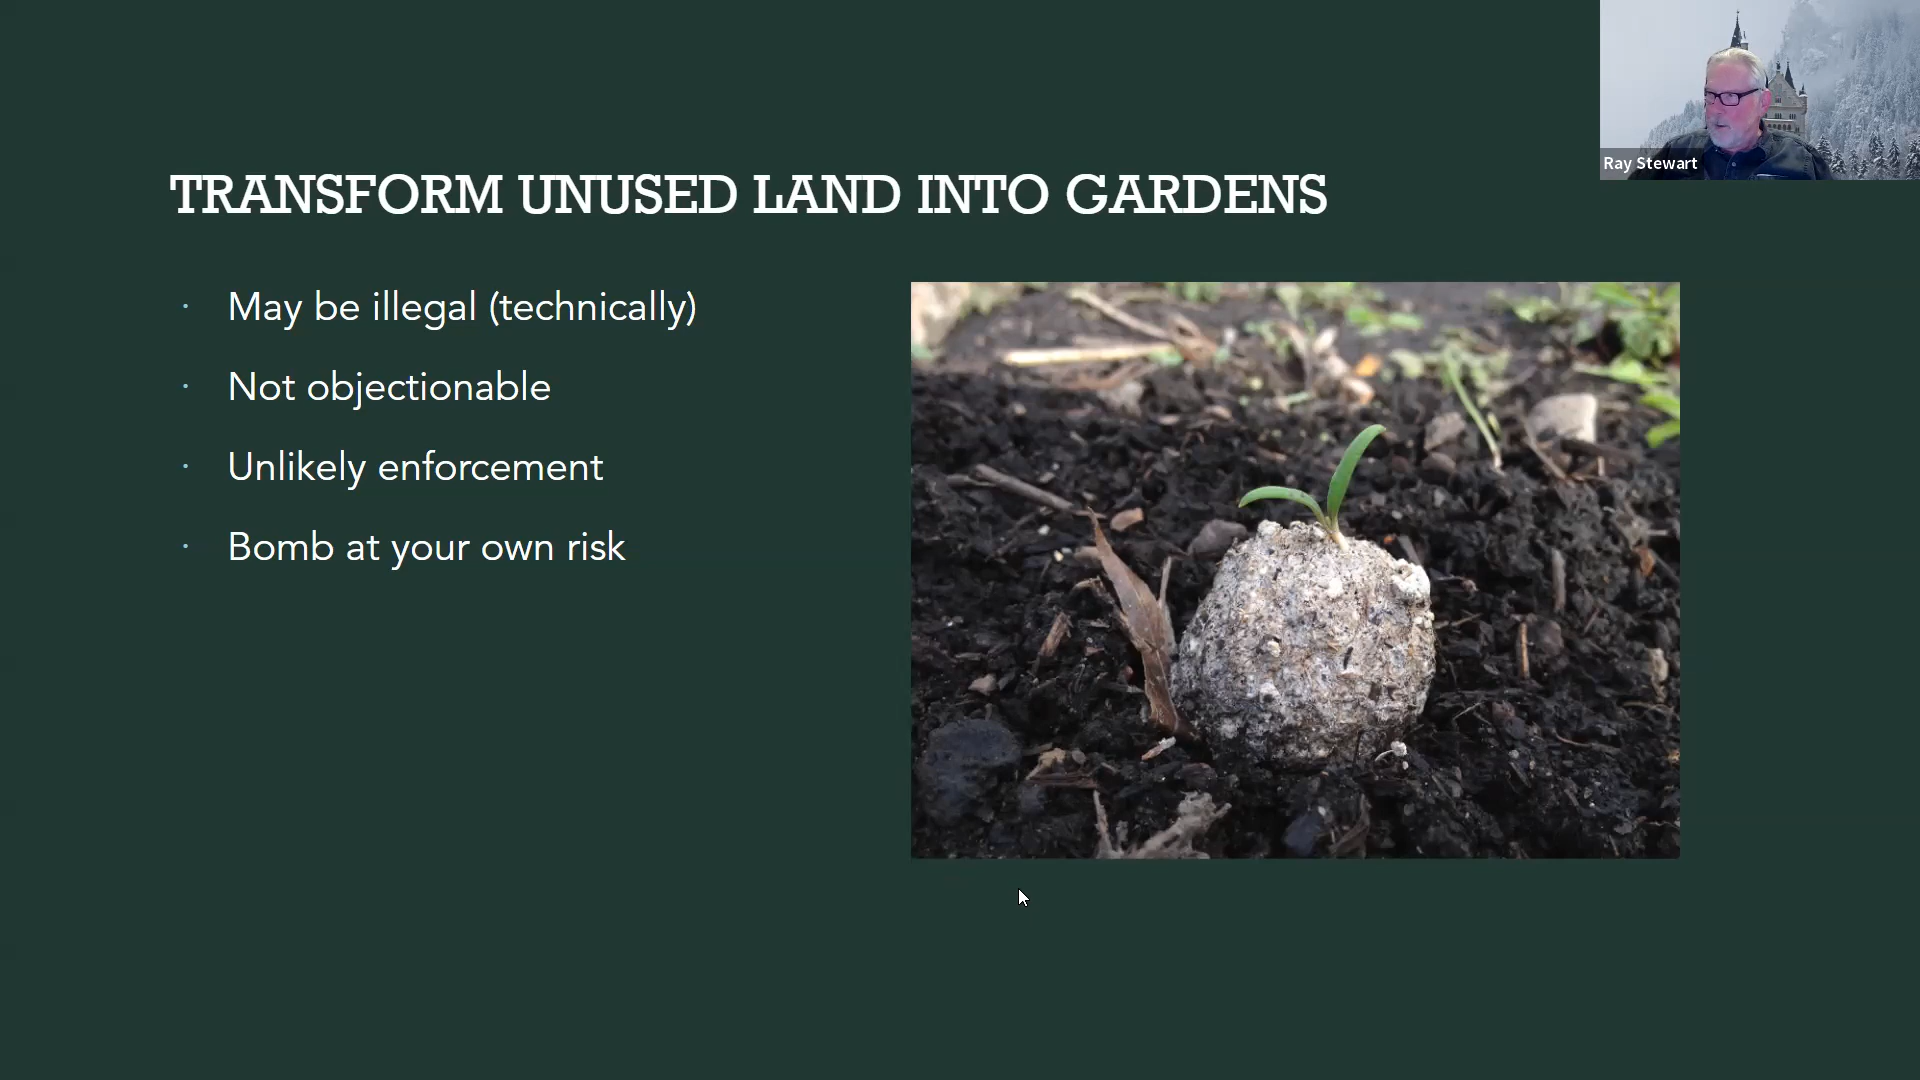 Ray Stewart
TRANSFORM UNUSED LAND INTO GARDENS
· May be illegal (technically)
· Not objectionable
· Unlikely enforcement
· Bomb at your own risk